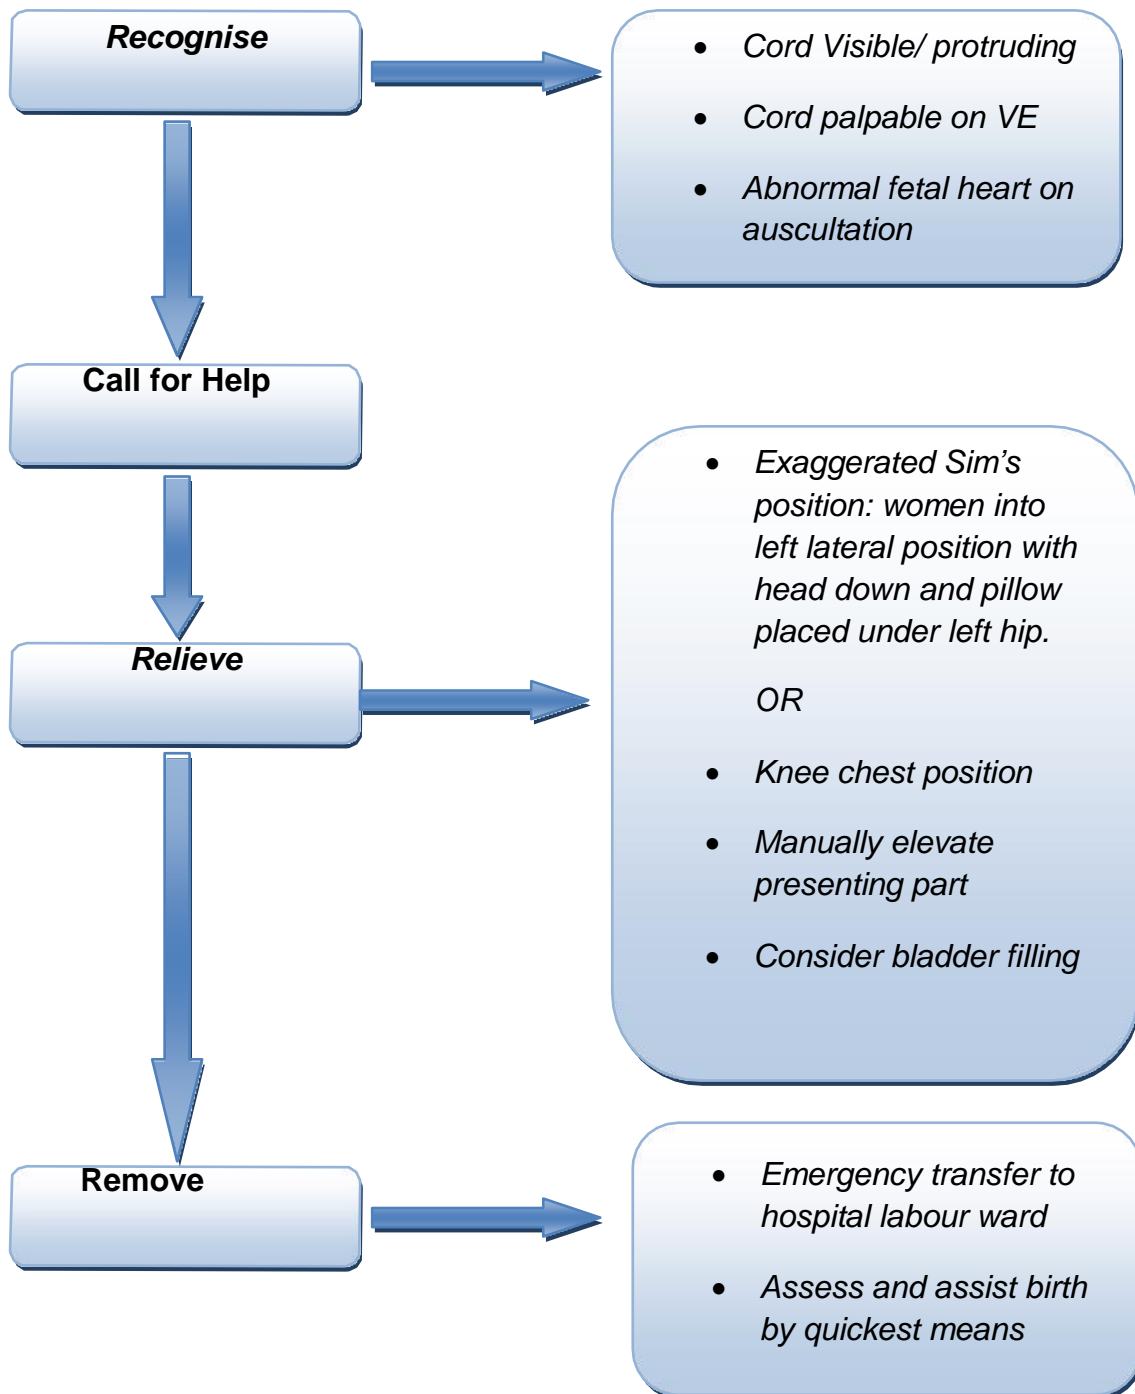 Recognise
• Cord Visible/ protruding
• Cord palpable on VE
• Abnormal fetal heart on
auscultation
Call for Help
Relieve
• Exaggerated Sim’s
position: women into
left lateral position with
head down and pillow
placed under left hip.
OR
• Knee chest position
• Manually elevate
presenting part
• Consider bladder filling
Remove
• Emergency transfer to
hospital labour ward
• Assess and assist birth
by quickest means